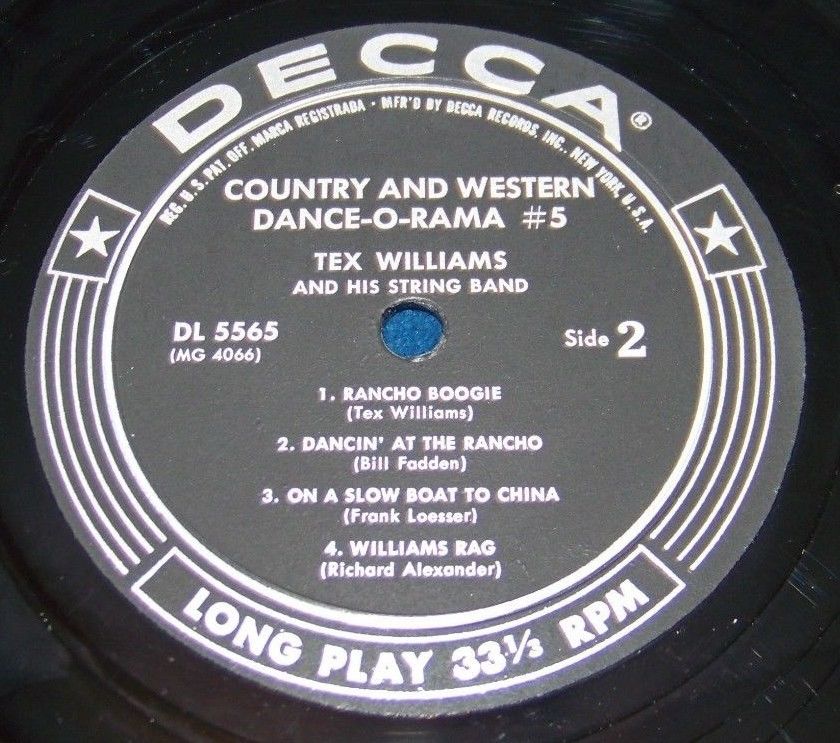 DECCA®
REG. U.S. PAT. OFF. MARCA REGISTRADA • MFR'D BY DECCA RECORDS, INC., NEW YORK, U.S.A.
COUNTRY AND WESTERN
DANCE-O-RAMA #5
TEX WILLIAMS
AND HIS STRING BAND
DL 5565
(MG 4066)
Side 2
1. RANCHO BOOGIE
(Tex Williams)
2. DANCIN' AT THE RANCHO
(Bill Fadden)
3. ON A SLOW BOAT TO CHINA
(Frank Loesser)
4. WILLIAMS RAG
(Richard Alexander)
LONG PLAY 33⅓ RPM